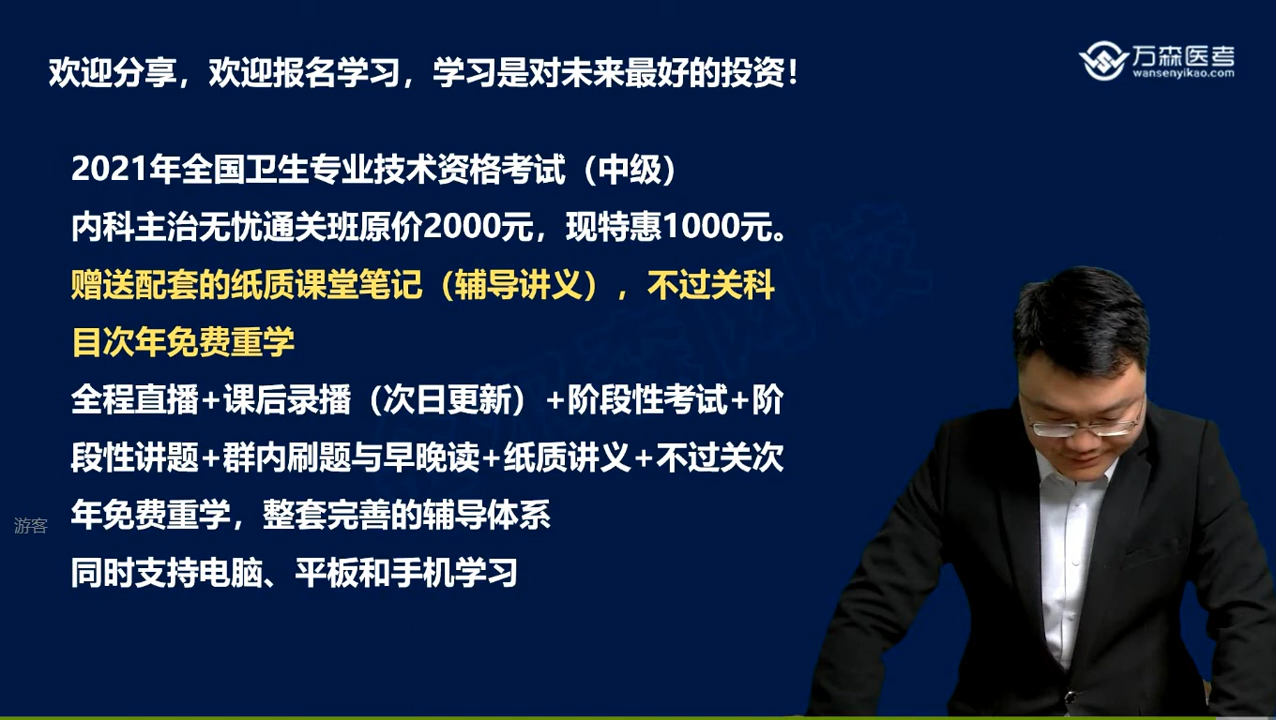 欢迎分享，欢迎报名学习，学习是对未来最好的投资！
万森医考
wansenyikao.com
2021年全国卫生专业技术资格考试（中级）
内科主治无忧通关班原价2000元，现特惠1000元。
赠送配套的纸质课堂笔记（辅导讲义），不过关科
目次年免费重学
全程直播+课后录播（次日更新）+阶段性考试+阶
段性讲题+群内刷题与早晚读+纸质讲义+不过关次
年免费重学，整套完善的辅导体系
游客
同时支持电脑、平板和手机学习